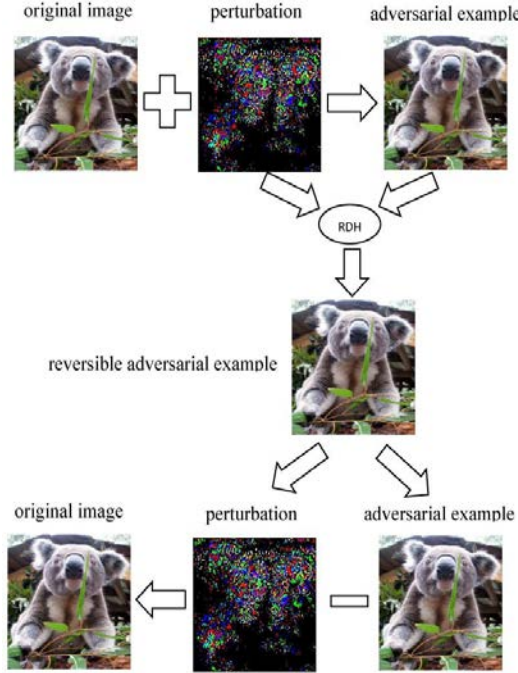 original image
perturbation
adversarial example
RDH
reversible adversarial example
original image
perturbation
adversarial example